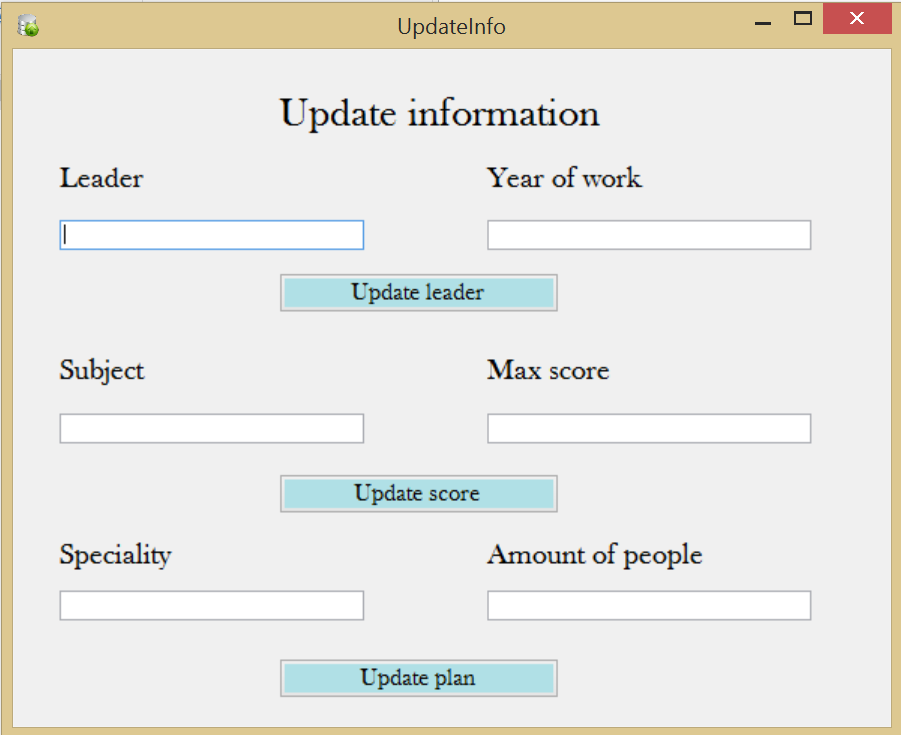 UpdateInfo
Update information
Leader
Year of work
Update leader
Subject
Max score
Update score
Speciality
Amount of people
Update plan